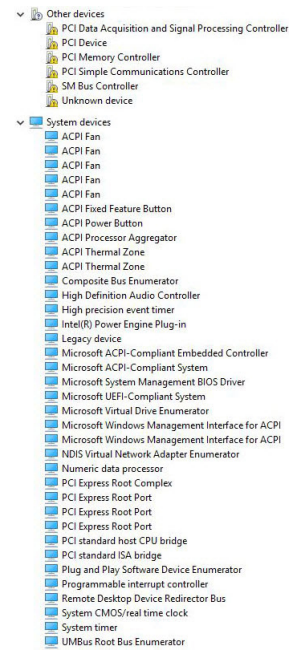 Other devices
PCI Data Acquisition and Signal Processing Controller
PCI Device
PCI Memory Controller
PCI Simple Communications Controller
SM Bus Controller
Unknown device
System devices
ACPI Fan
ACPI Fan
ACPI Fan
ACPI Fan
ACPI Fan
ACPI Fixed Feature Button
ACPI Power Button
ACPI Processor Aggregator
ACPI Thermal Zone
ACPI Thermal Zone
Composite Bus Enumerator
High Definition Audio Controller
High precision event timer
Intel(R) Power Engine Plug-in
Legacy device
Microsoft ACPI-Compliant Embedded Controller
Microsoft ACPI-Compliant System
Microsoft System Management BIOS Driver
Microsoft UEFI-Compliant System
Microsoft Virtual Drive Enumerator
Microsoft Windows Management Interface for ACPI
Microsoft Windows Management Interface for ACPI
NDIS Virtual Network Adapter Enumerator
Numeric data processor
PCI Express Root Complex
PCI Express Root Port
PCI Express Root Port
PCI Express Root Port
PCI standard host CPU bridge
PCI standard ISA bridge
Plug and Play Software Device Enumerator
Programmable interrupt controller
Remote Desktop Device Redirector Bus
System CMOS/real time clock
System timer
UMBus Root Bus Enumerator